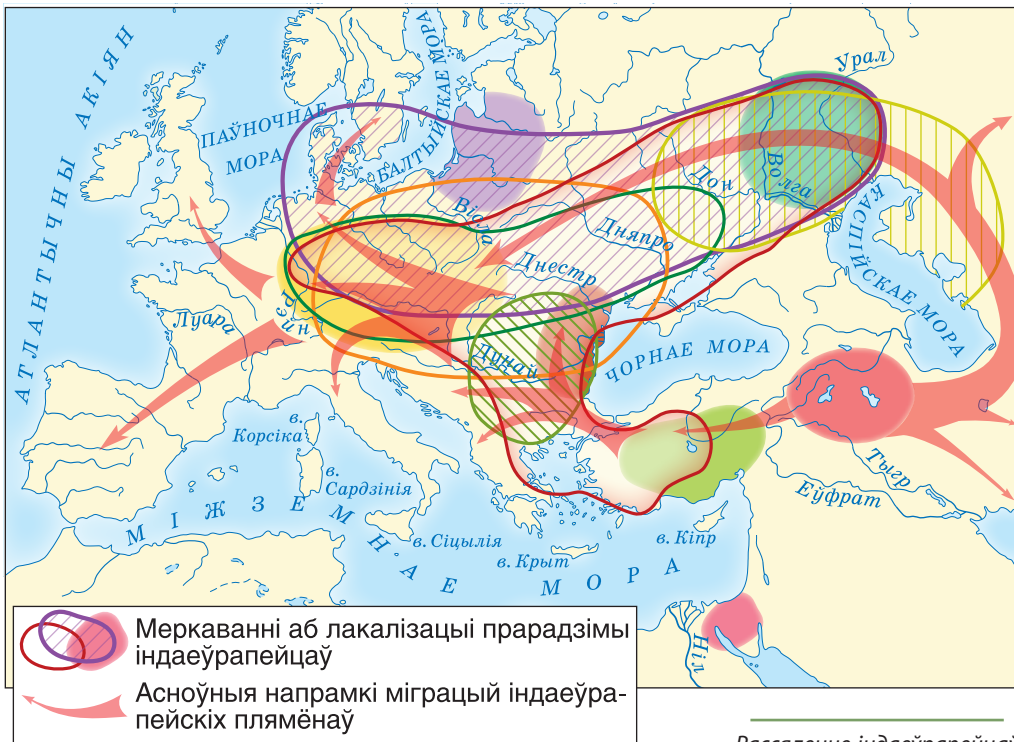 АТЛАНТЫЧНЫ АКІЯН
ПАЎНОЧНАЕ
МОРА
БАЛТЫЙСКАЕ МОРА
Урал
Волга
Дон
КАСПІЙСКАЕ МОРА
Вісла
Дняпро
Днестр
Рейн
Луара
Дунай
ЧОРНАЕ МОРА
в.
Корсіка
в.
Сардзінія
МІЖЗЕМНАЕ МОРА
в. Сіцылія
в. Крыт
в. Кіпр
Тыгр
Еўфрат
Ніл
Меркаванні аб лакалізацыі прарадзімы
індаеўрапейцаў
Асноўныя напрамкі міграцый індаеўра-
пейскіх плямёнаў